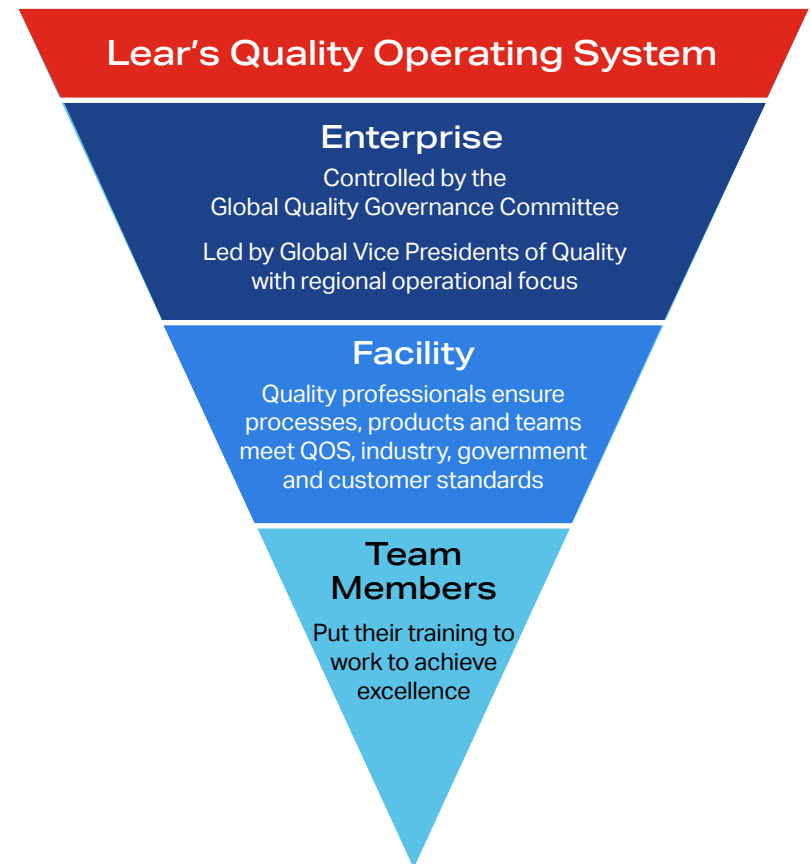 Lear’s Quality Operating System
Enterprise
Controlled by the
Global Quality Governance Committee
Led by Global Vice Presidents of Quality
with regional operational focus
Facility
Quality professionals ensure
processes, products and teams
meet QOS, industry, government
and customer standards
Team
Members
Put their training to
work to achieve
excellence